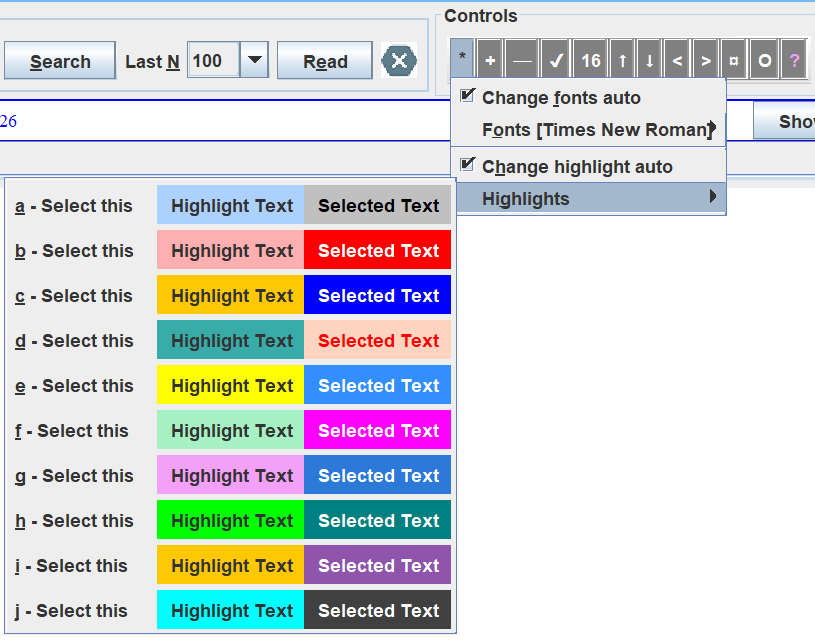 Controls
Search Last N 100 Read
* + — ✓ 16 ↑ ↓ < > ¤ O ?
Change fonts auto
26
Sho
Fonts [Times New Roman]
Change highlight auto
Highlights
a - Select this Highlight Text Selected Text
b - Select this Highlight Text Selected Text
c - Select this Highlight Text Selected Text
d - Select this Highlight Text Selected Text
e - Select this Highlight Text Selected Text
f - Select this Highlight Text Selected Text
g - Select this Highlight Text Selected Text
h - Select this Highlight Text Selected Text
i - Select this Highlight Text Selected Text
j - Select this Highlight Text Selected Text